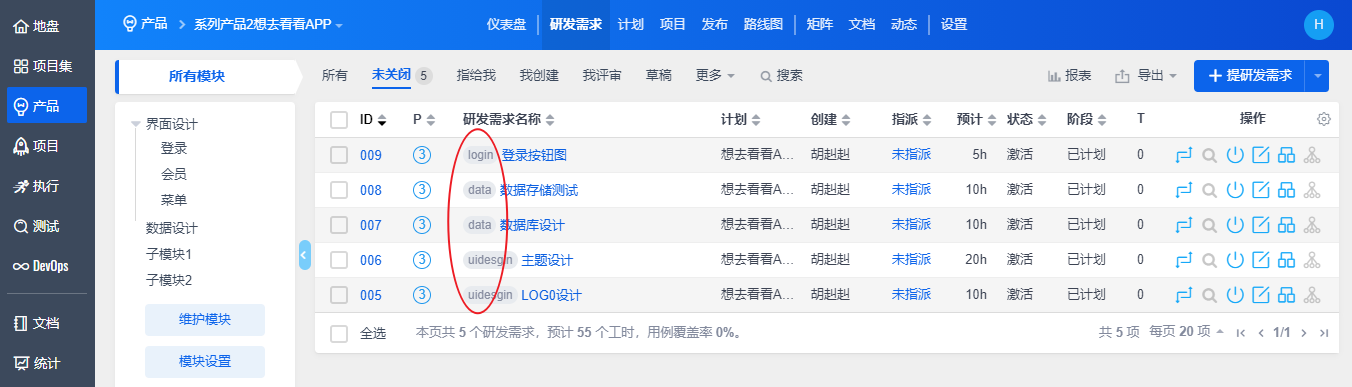 地盘
项目集
产品
项目
执行
测试
DevOps
文档
统计
产品 系列产品2想去看看APP 仪表盘 研发需求 计划 项目 发布 路线图 矩阵 文档 动态 设置 H
所有模块
界面设计
登录
会员
菜单
数据设计
子模块1
子模块2
维护模块
模块设置
所有 未关闭 5 指给我 我创建 我评审 草稿 更多 搜索 报表 导出 提研发需求
ID P 研发需求名称 计划 创建 指派 预计 状态 阶段 T 操作
009 3 login 登录按钮图 想去看看A... 胡赳赳 未指派 5h 激活 已计划 0
008 3 data 数据存储测试 想去看看A... 胡赳赳 未指派 10h 激活 已计划 0
007 3 data 数据库设计 想去看看A... 胡赳赳 未指派 10h 激活 已计划 0
006 3 uidesgin 主题设计 想去看看A... 胡赳赳 未指派 20h 激活 已计划 0
005 3 uidesgin LOG0设计 想去看看A... 胡赳赳 未指派 10h 激活 已计划 0
全选 本页共 5 个研发需求，预计 55 个工时，用例覆盖率 0%。 共 5 项 每页 20 项 1/1